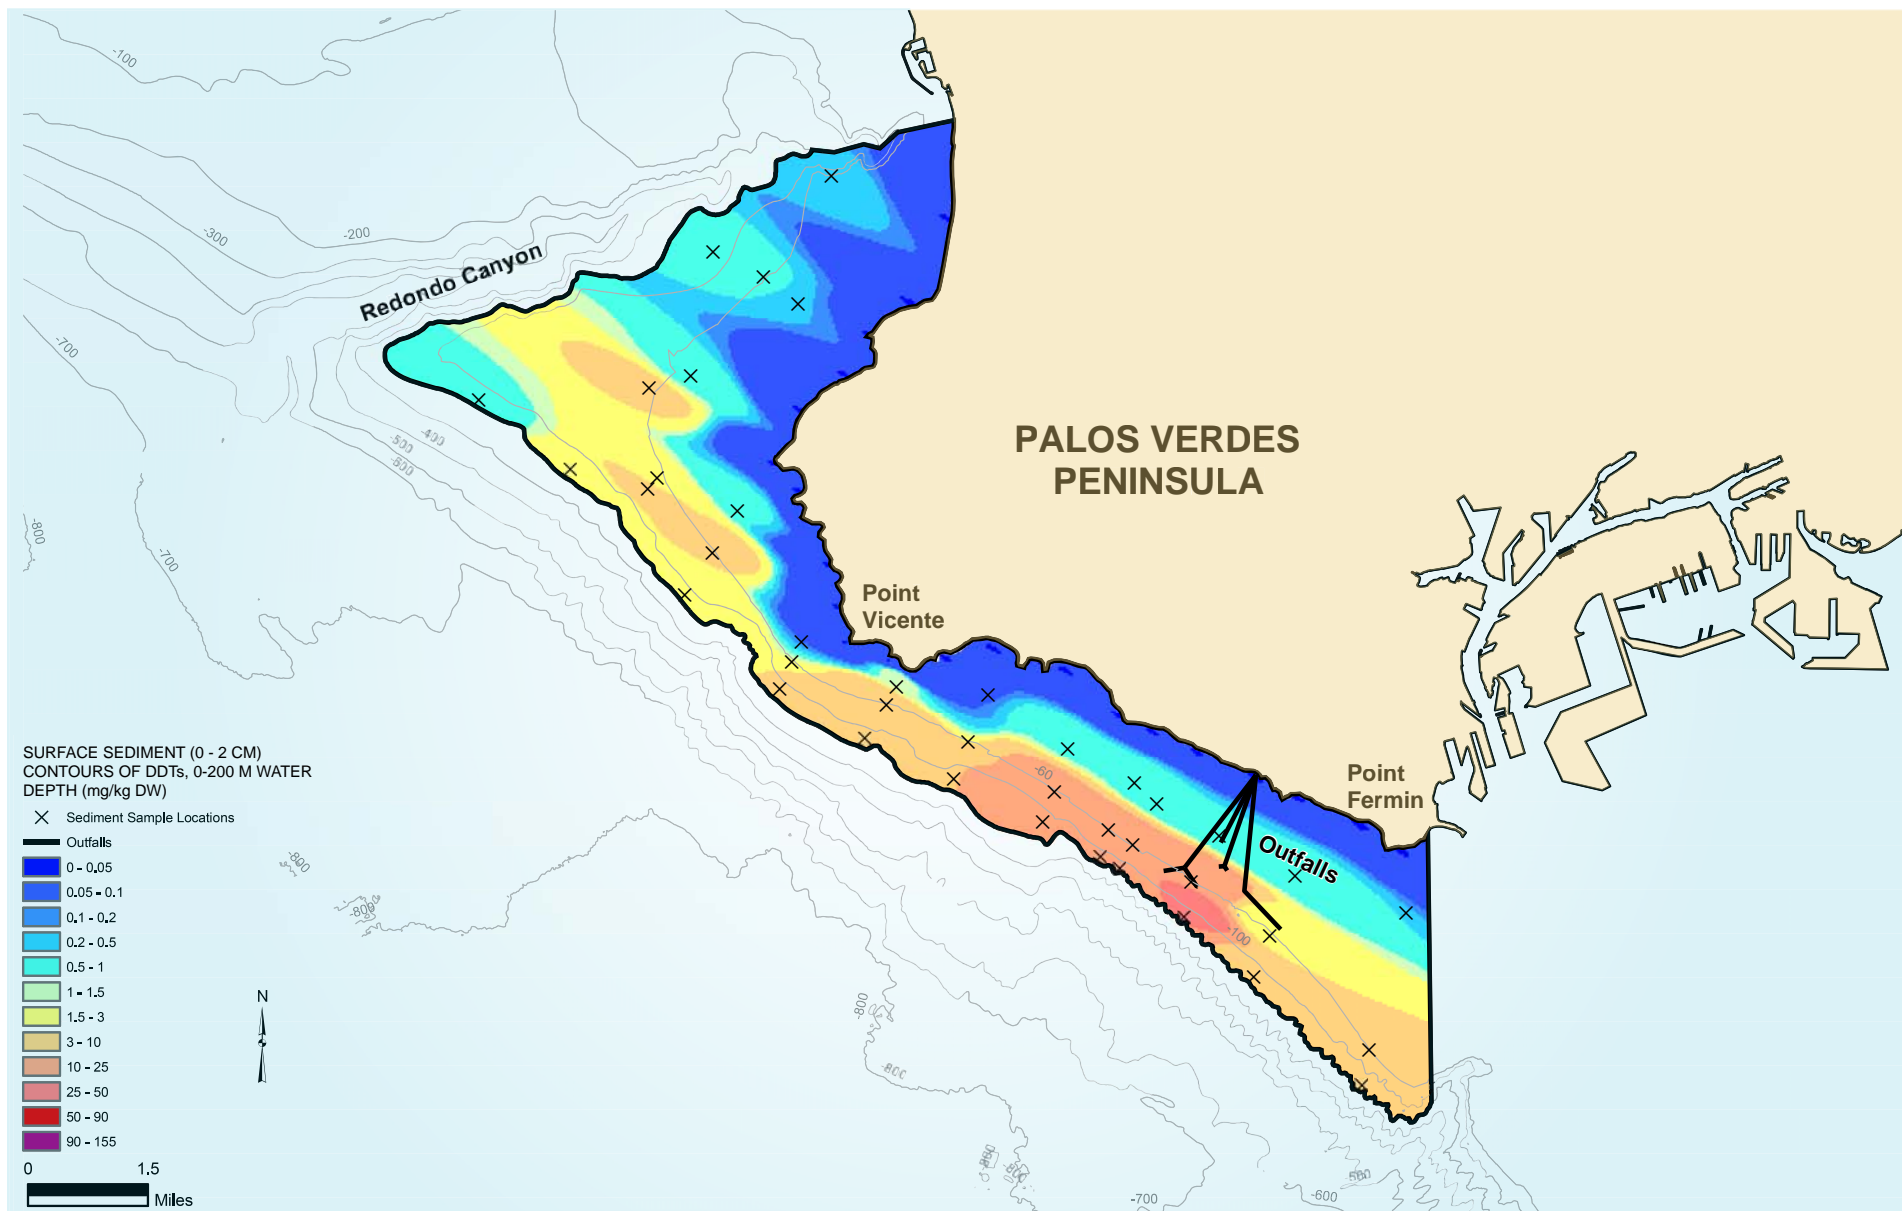 -100
-200
-300
Redondo Canyon
-700
-400
-500
-600
-800
-700
PALOS VERDES
PENINSULA
Point
Vicente
Point
Fermin
-60
Outfalls
-100
SURFACE SEDIMENT (0 - 2 CM)
CONTOURS OF DDTs, 0-200 M WATER
DEPTH (mg/kg DW)
Sediment Sample Locations
Outfalls
0 - 0.05
0.05 - 0.1
0.1 - 0.2
0.2 - 0.5
0.5 - 1
1 - 1.5
1.5 - 3
3 - 10
10 - 25
25 - 50
50 - 90
90 - 155
0 1.5
Miles
N
-800
-800
-800
-800
-800
-700
-600